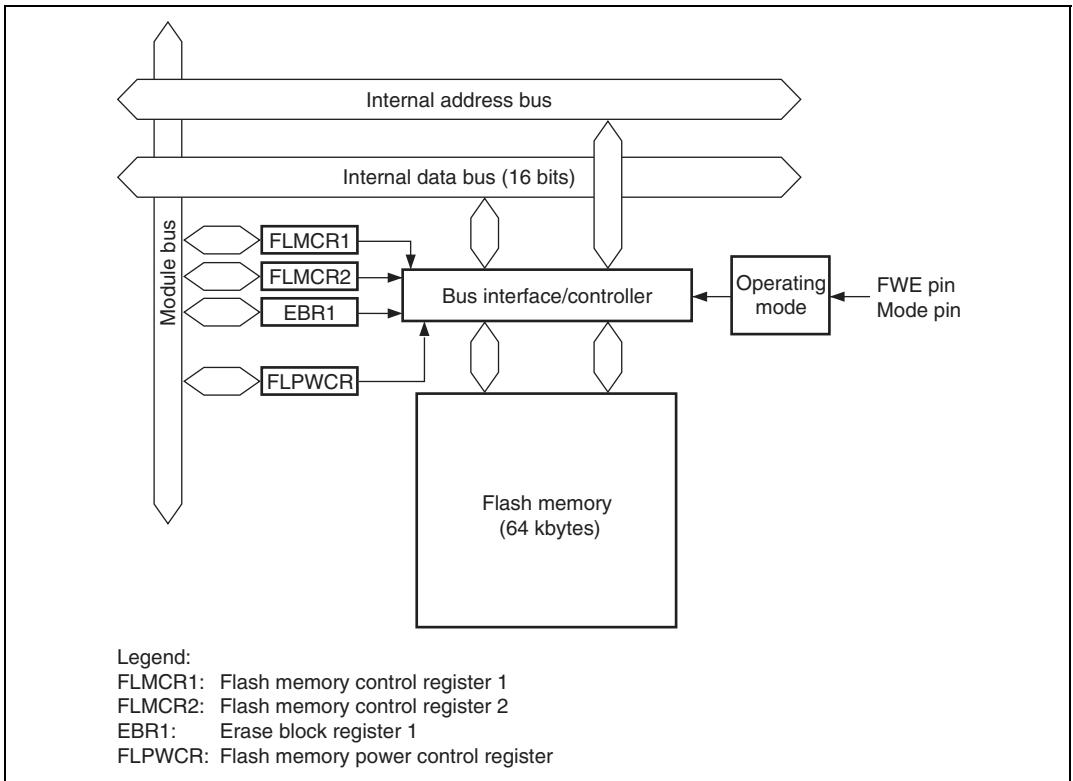 Internal address bus
Internal data bus (16 bits)
Module bus
FLMCR1
FLMCR2
EBR1
FLPWCR
Bus interface/controller
Operating
mode
FWE pin
Mode pin
Flash memory
(64 kbytes)
Legend:
FLMCR1: Flash memory control register 1
FLMCR2: Flash memory control register 2
EBR1: Erase block register 1
FLPWCR: Flash memory power control register